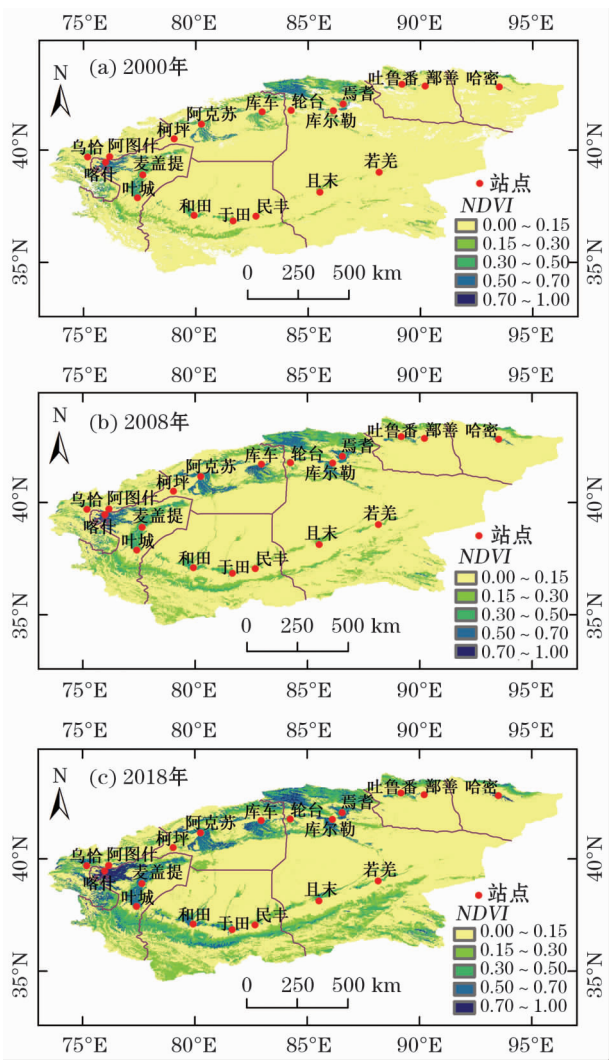 75°E 80°E 85°E 90°E 95°E
N
(a) 2000年
吐鲁番 鄯善 哈密
库车 轮台 焉耆
阿克苏 库尔勒
柯坪
40°N 40°N
乌恰 阿图什
麦盖提
喀什
若羌
叶城 且末
站点
和田 于田 民丰
NDVI
0.00 ~ 0.15
0.15 ~ 0.30
0.30 ~ 0.50
0.50 ~ 0.70
0.70 ~ 1.00
35°N 35°N
0 250 500 km
75°E 80°E 85°E 90°E 95°E
N
(b) 2008年
吐鲁番 鄯善 哈密
库车 轮台 焉耆
阿克苏 库尔勒
柯坪
40°N 40°N
乌恰 阿图什
麦盖提
喀什
若羌
叶城 且末
站点
和田 于田 民丰
NDVI
0.00 ~ 0.15
0.15 ~ 0.30
0.30 ~ 0.50
0.50 ~ 0.70
0.70 ~ 1.00
35°N 35°N
0 250 500 km
75°E 80°E 85°E 90°E 95°E
N
(c) 2018年
吐鲁番 鄯善 哈密
库车 轮台 焉耆
阿克苏 库尔勒
柯坪
40°N 40°N
乌恰 阿图什
麦盖提
喀什
若羌
叶城 且末
站点
和田 于田 民丰
NDVI
0.00 ~ 0.15
0.15 ~ 0.30
0.30 ~ 0.50
0.50 ~ 0.70
0.70 ~ 1.00
35°N 35°N
0 250 500 km
75°E 80°E 85°E 90°E 95°E